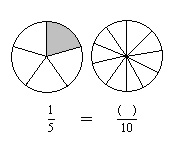 1/5 = ( )/10